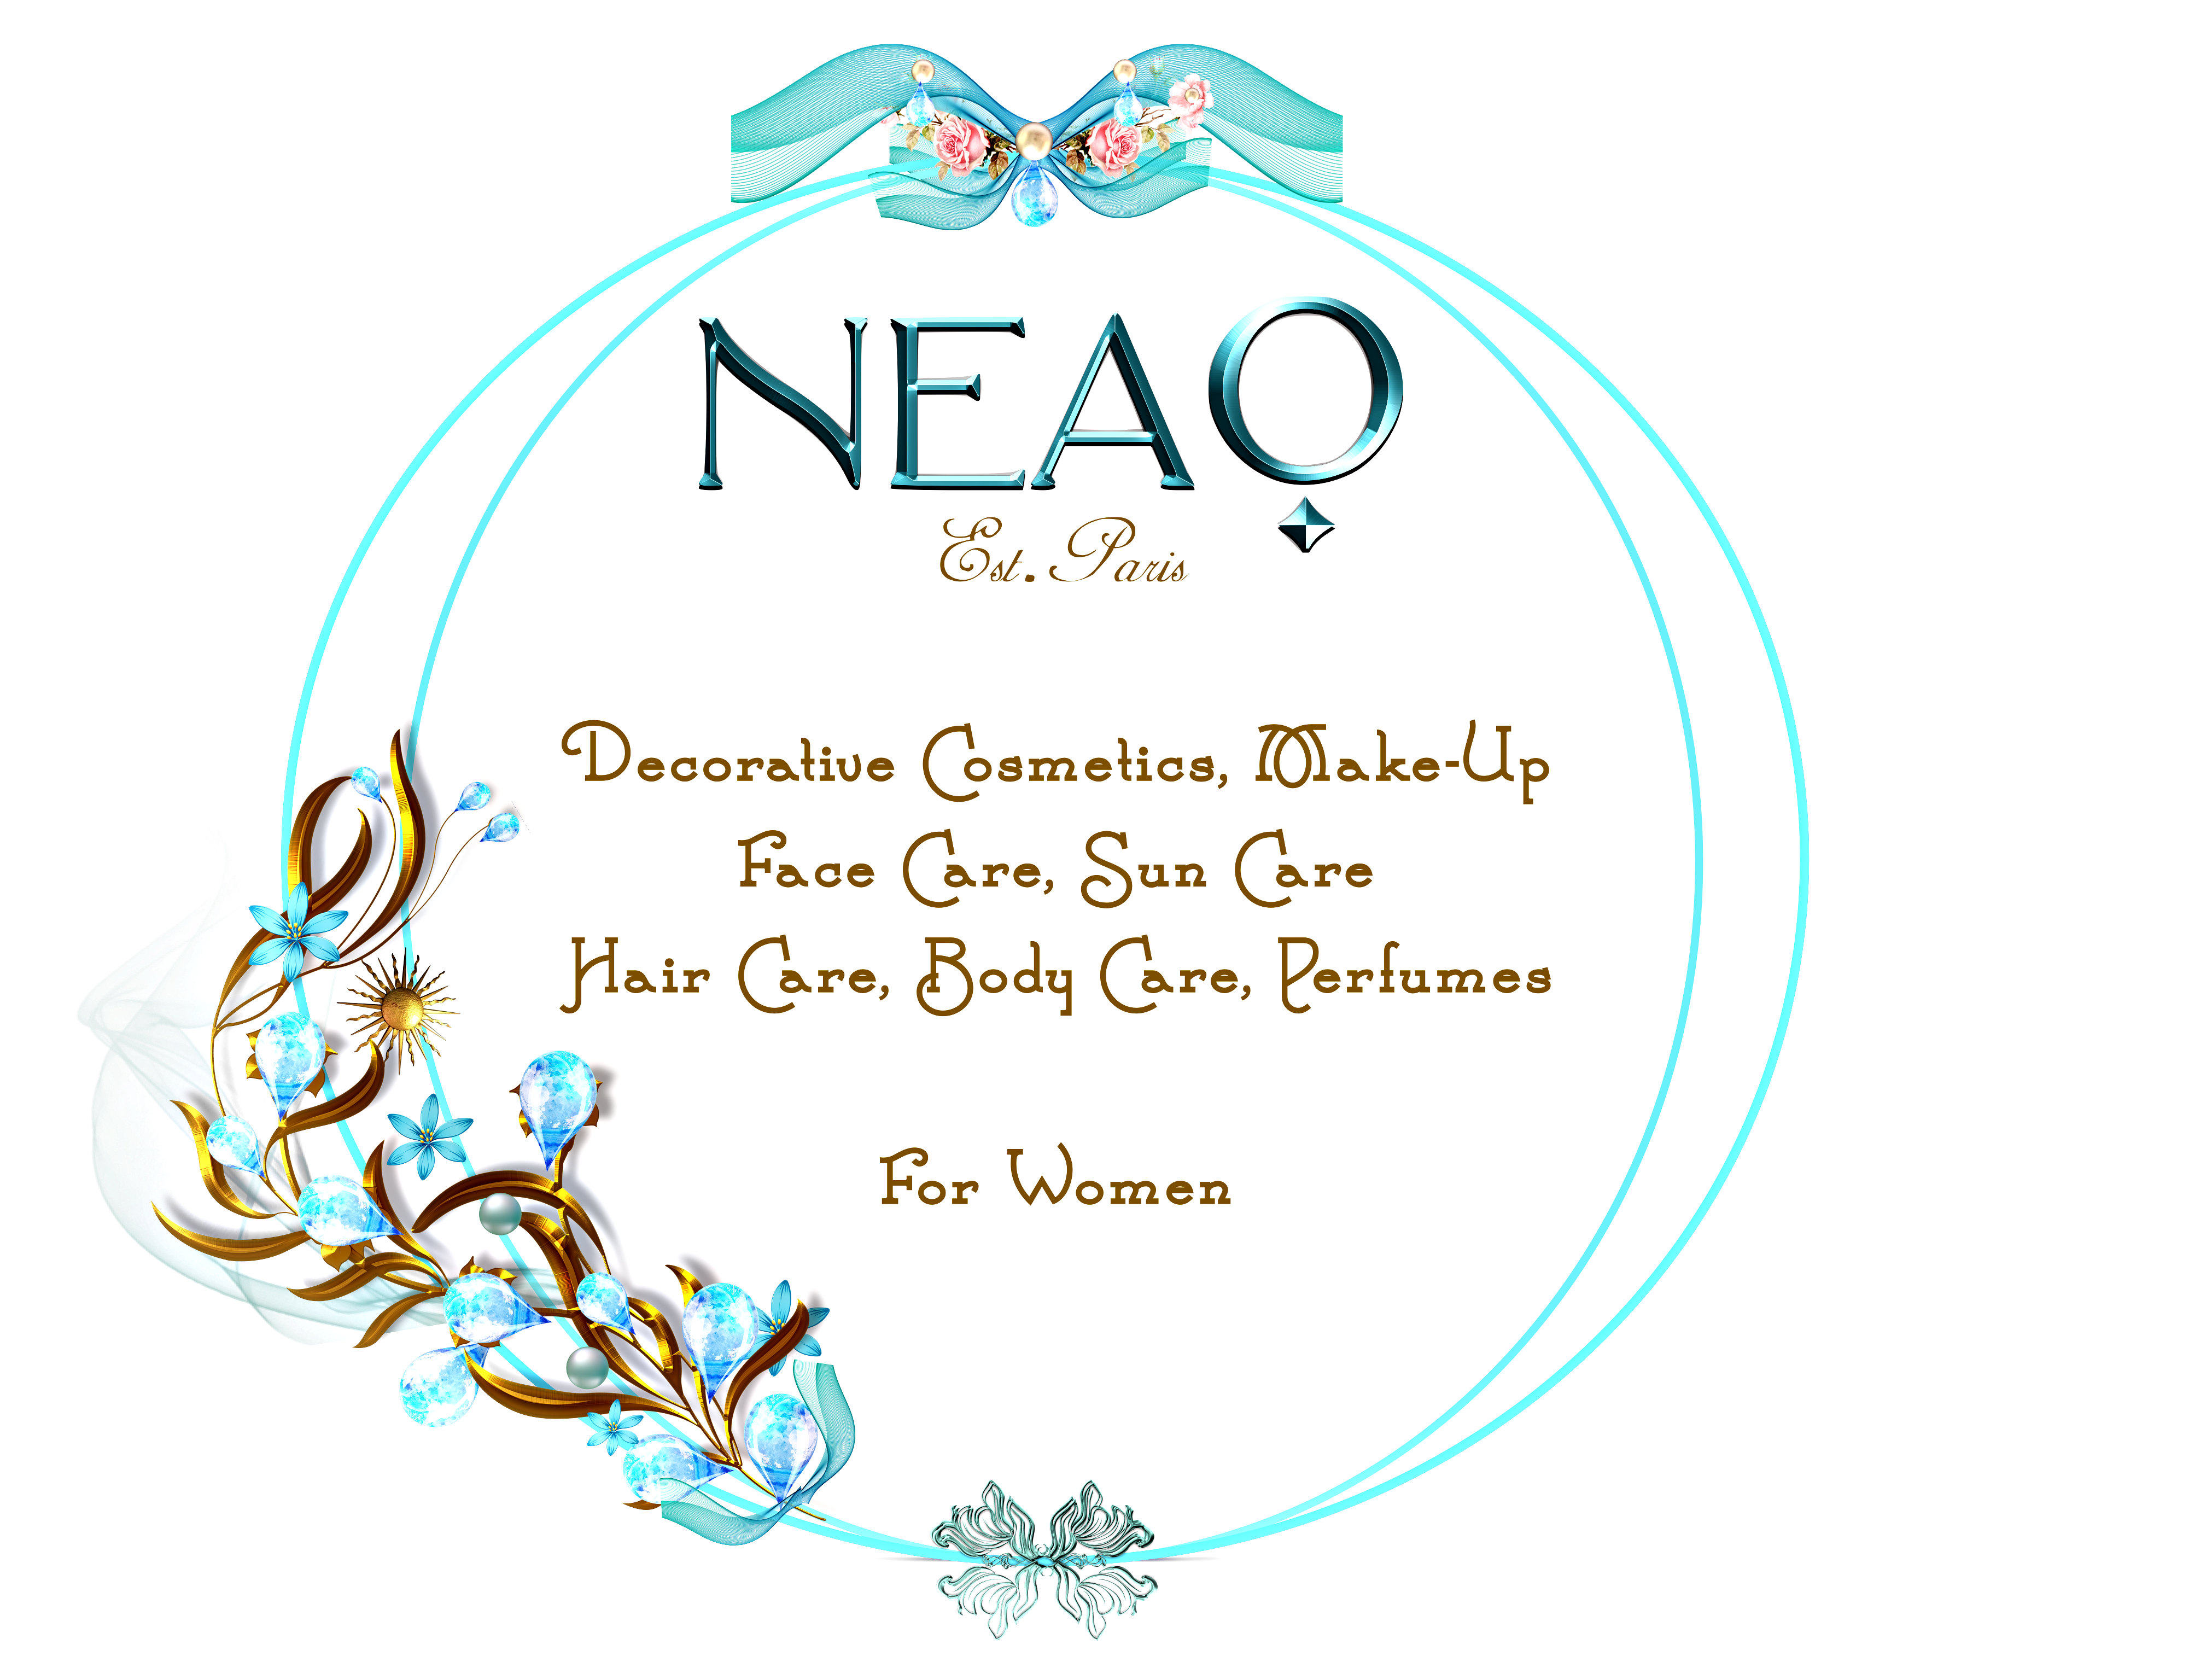 NEAO
Est. Paris
Decorative Cosmetics, Make-Up
Face Care, Sun Care
Hair Care, Body Care, Perfumes
For Women